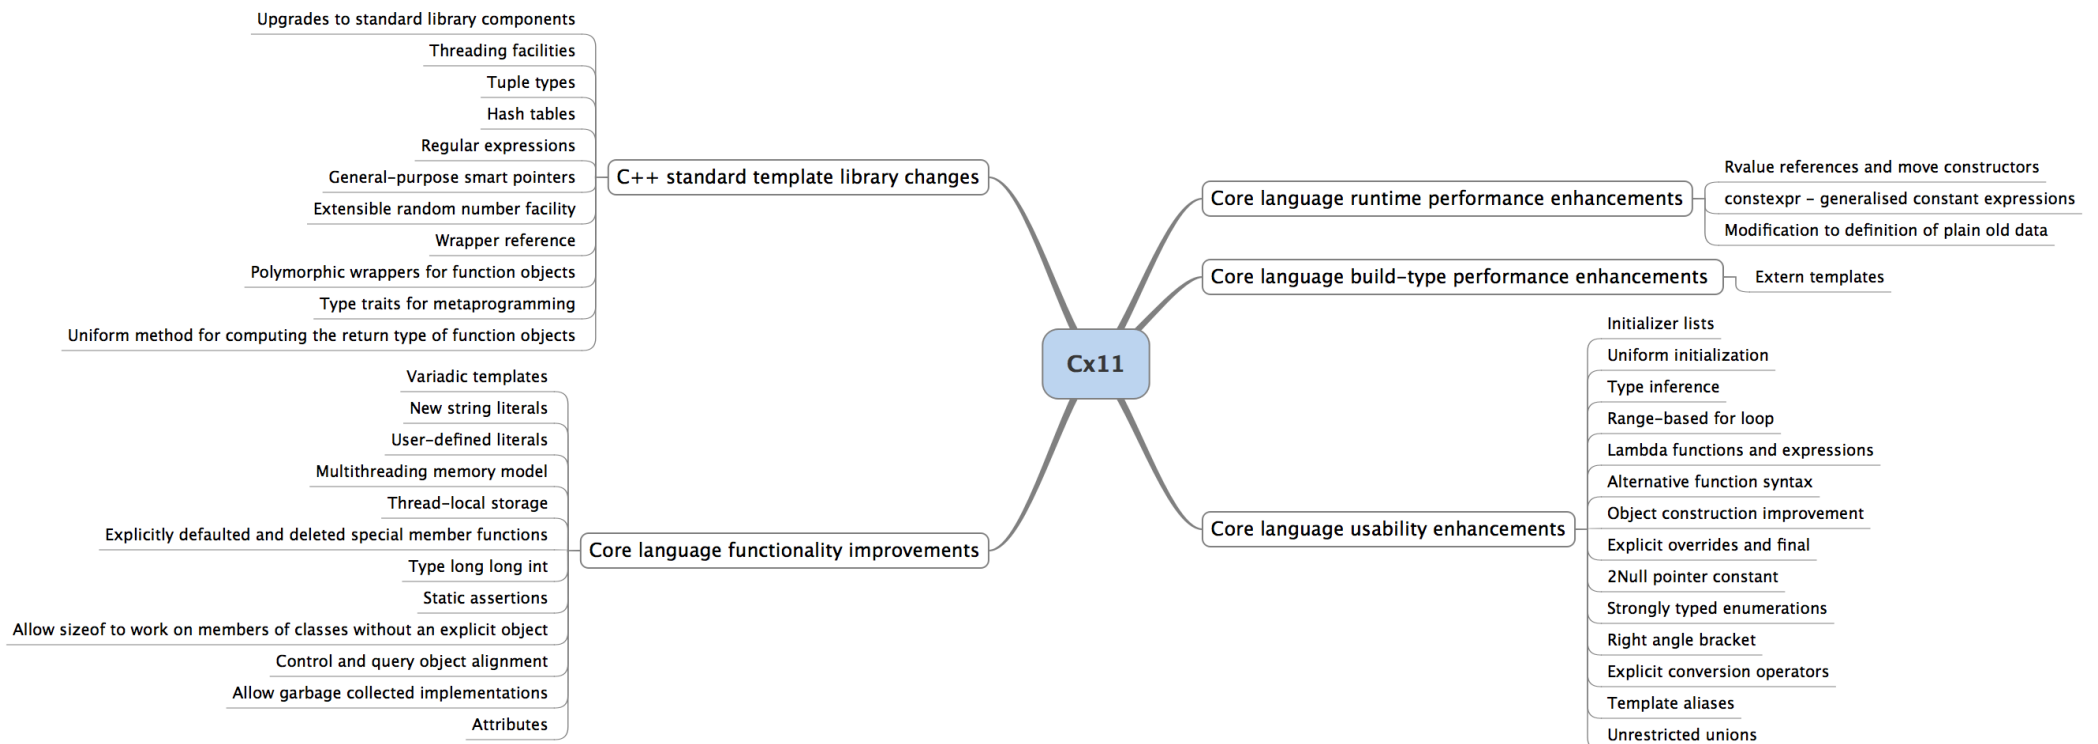 Upgrades to standard library components
Threading facilities
Tuple types
Hash tables
Regular expressions
General-purpose smart pointers
Extensible random number facility
Wrapper reference
Polymorphic wrappers for function objects
Type traits for metaprogramming
Uniform method for computing the return type of function objects
C++ standard template library changes
Variadic templates
New string literals
User-defined literals
Multithreading memory model
Thread-local storage
Explicitly defaulted and deleted special member functions
Type long long int
Static assertions
Allow sizeof to work on members of classes without an explicit object
Control and query object alignment
Allow garbage collected implementations
Attributes
Core language functionality improvements
Cx11
Core language runtime performance enhancements
Rvalue references and move constructors
constexpr – generalised constant expressions
Modification to definition of plain old data
Core language build-type performance enhancements
Extern templates
Core language usability enhancements
Initializer lists
Uniform initialization
Type inference
Range-based for loop
Lambda functions and expressions
Alternative function syntax
Object construction improvement
Explicit overrides and final
2Null pointer constant
Strongly typed enumerations
Right angle bracket
Explicit conversion operators
Template aliases
Unrestricted unions